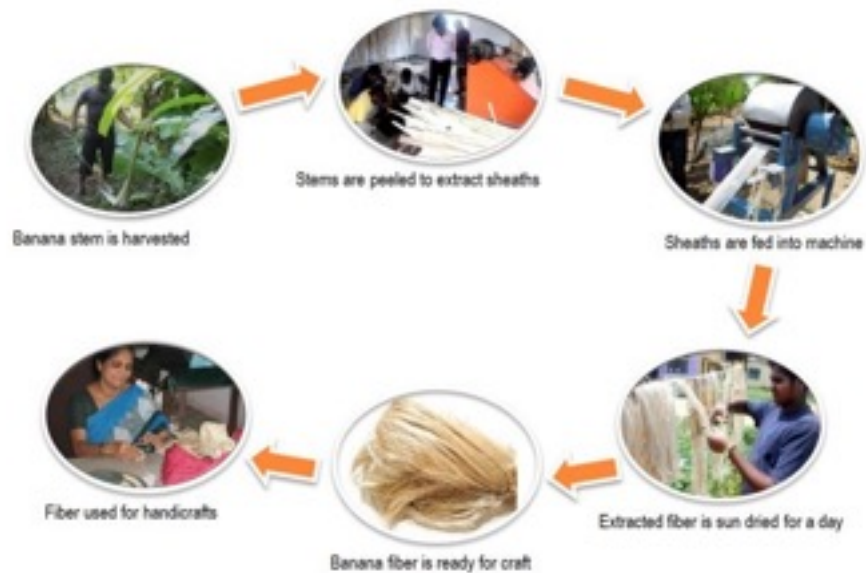 Banana stem is harvested
Stems are peeled to extract sheaths
Sheaths are fed into machine
Extracted fiber is sun dried for a day
Banana fiber is ready for craft
Fiber used for handicrafts